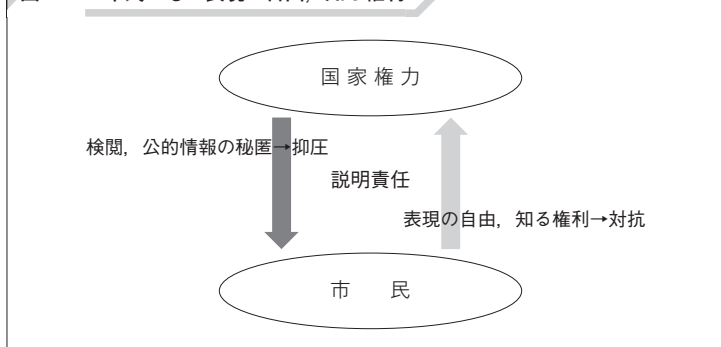 国家権力
検閲，公的情報の秘匿→抑圧
説明責任
表現の自由，知る権利→対抗
市　民